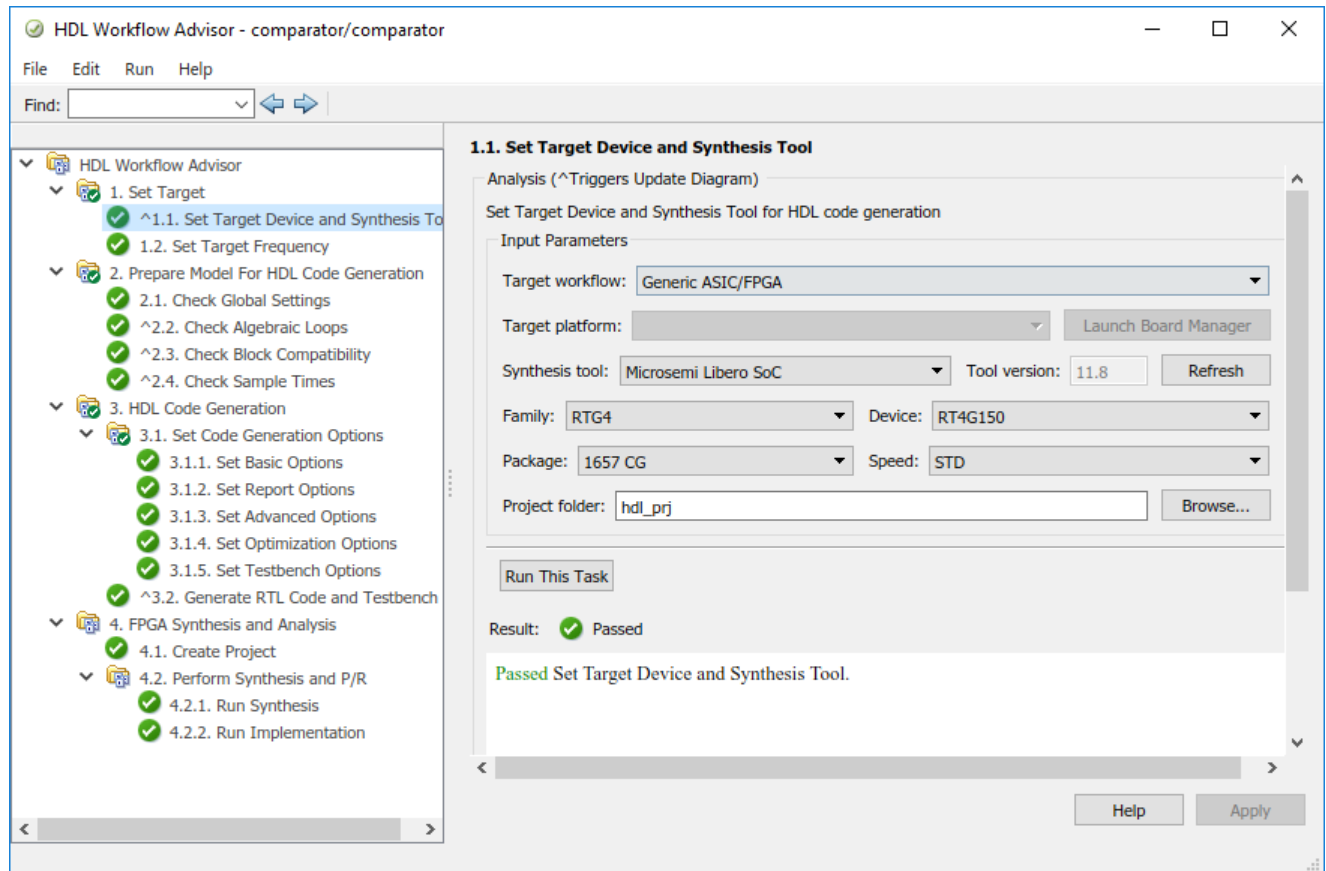 HDL Workflow Advisor - comparator/comparator
File Edit Run Help
Find:
HDL Workflow Advisor
1. Set Target
^1.1. Set Target Device and Synthesis To
1.2. Set Target Frequency
2. Prepare Model For HDL Code Generation
2.1. Check Global Settings
^2.2. Check Algebraic Loops
^2.3. Check Block Compatibility
^2.4. Check Sample Times
3. HDL Code Generation
3.1. Set Code Generation Options
3.1.1. Set Basic Options
3.1.2. Set Report Options
3.1.3. Set Advanced Options
3.1.4. Set Optimization Options
3.1.5. Set Testbench Options
^3.2. Generate RTL Code and Testbench
4. FPGA Synthesis and Analysis
4.1. Create Project
4.2. Perform Synthesis and P/R
4.2.1. Run Synthesis
4.2.2. Run Implementation
1.1. Set Target Device and Synthesis Tool
Analysis (^Triggers Update Diagram)
Set Target Device and Synthesis Tool for HDL code generation
Input Parameters
Target workflow: Generic ASIC/FPGA
Target platform: Launch Board Manager
Synthesis tool: Microsemi Libero SoC Tool version: 11.8 Refresh
Family: RTG4 Device: RT4G150
Package: 1657 CG Speed: STD
Project folder: hdl_prj Browse...
Run This Task
Result: Passed
Passed Set Target Device and Synthesis Tool.
Help Apply